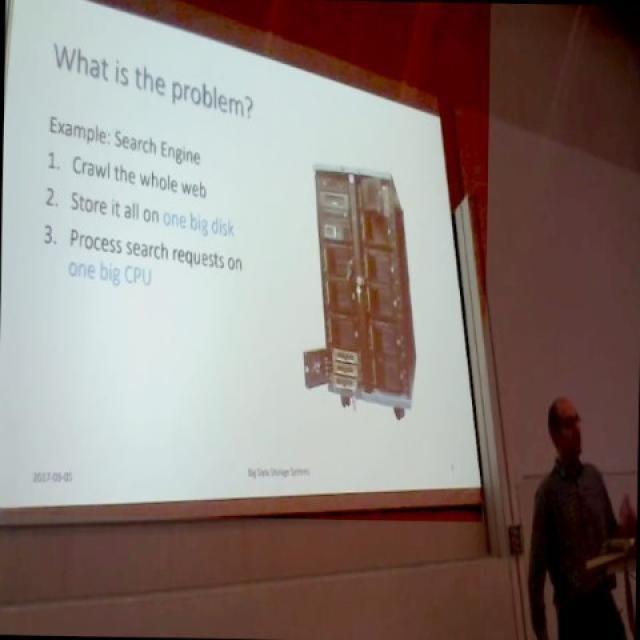 What is the problem?
Example: Search Engine
1. Crawl the whole web
2. Store it all on one big disk
3. Process search requests on
one big CPU
2017-09-05
Big Data Storage Systems